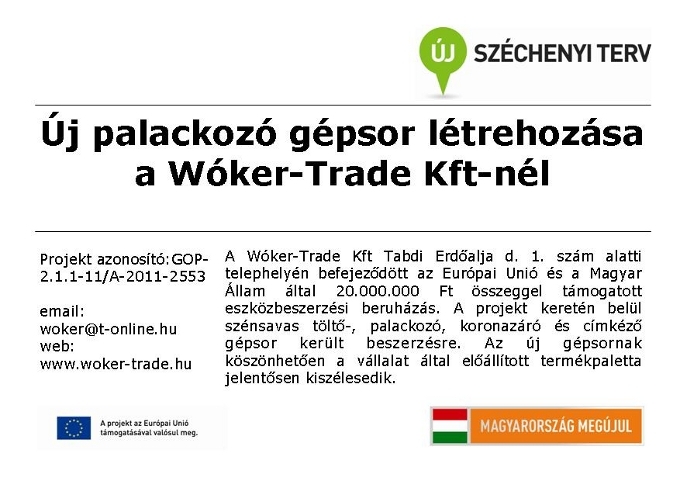 ÚJ SZÉCHENYI TERV
Új palackozó gépsor létrehozása
a Wóker-Trade Kft-nél
Projekt azonosító:GOP-
2.1.1-11/A-2011-2553
email:
woker@t-online.hu
web:
www.woker-trade.hu
A Wóker-Trade Kft Tabdi Erdőalja d. 1. szám alatti
telephelyén befejeződött az Európai Unió és a Magyar
Állam által 20.000.000 Ft összeggel támogatott
eszközbeszerzési beruházás. A projekt keretén belül
szénsavas töltő-, palackozó, koronazáró és címkéző
gépsor került beszerzésre. Az új gépsornak
köszönhetően a vállalat által előállított termékpaletta
jelentősen kiszélesedik.
A projekt az Európai Unió
támogatásával valósul meg.
MAGYARORSZÁG MEGÚJUL